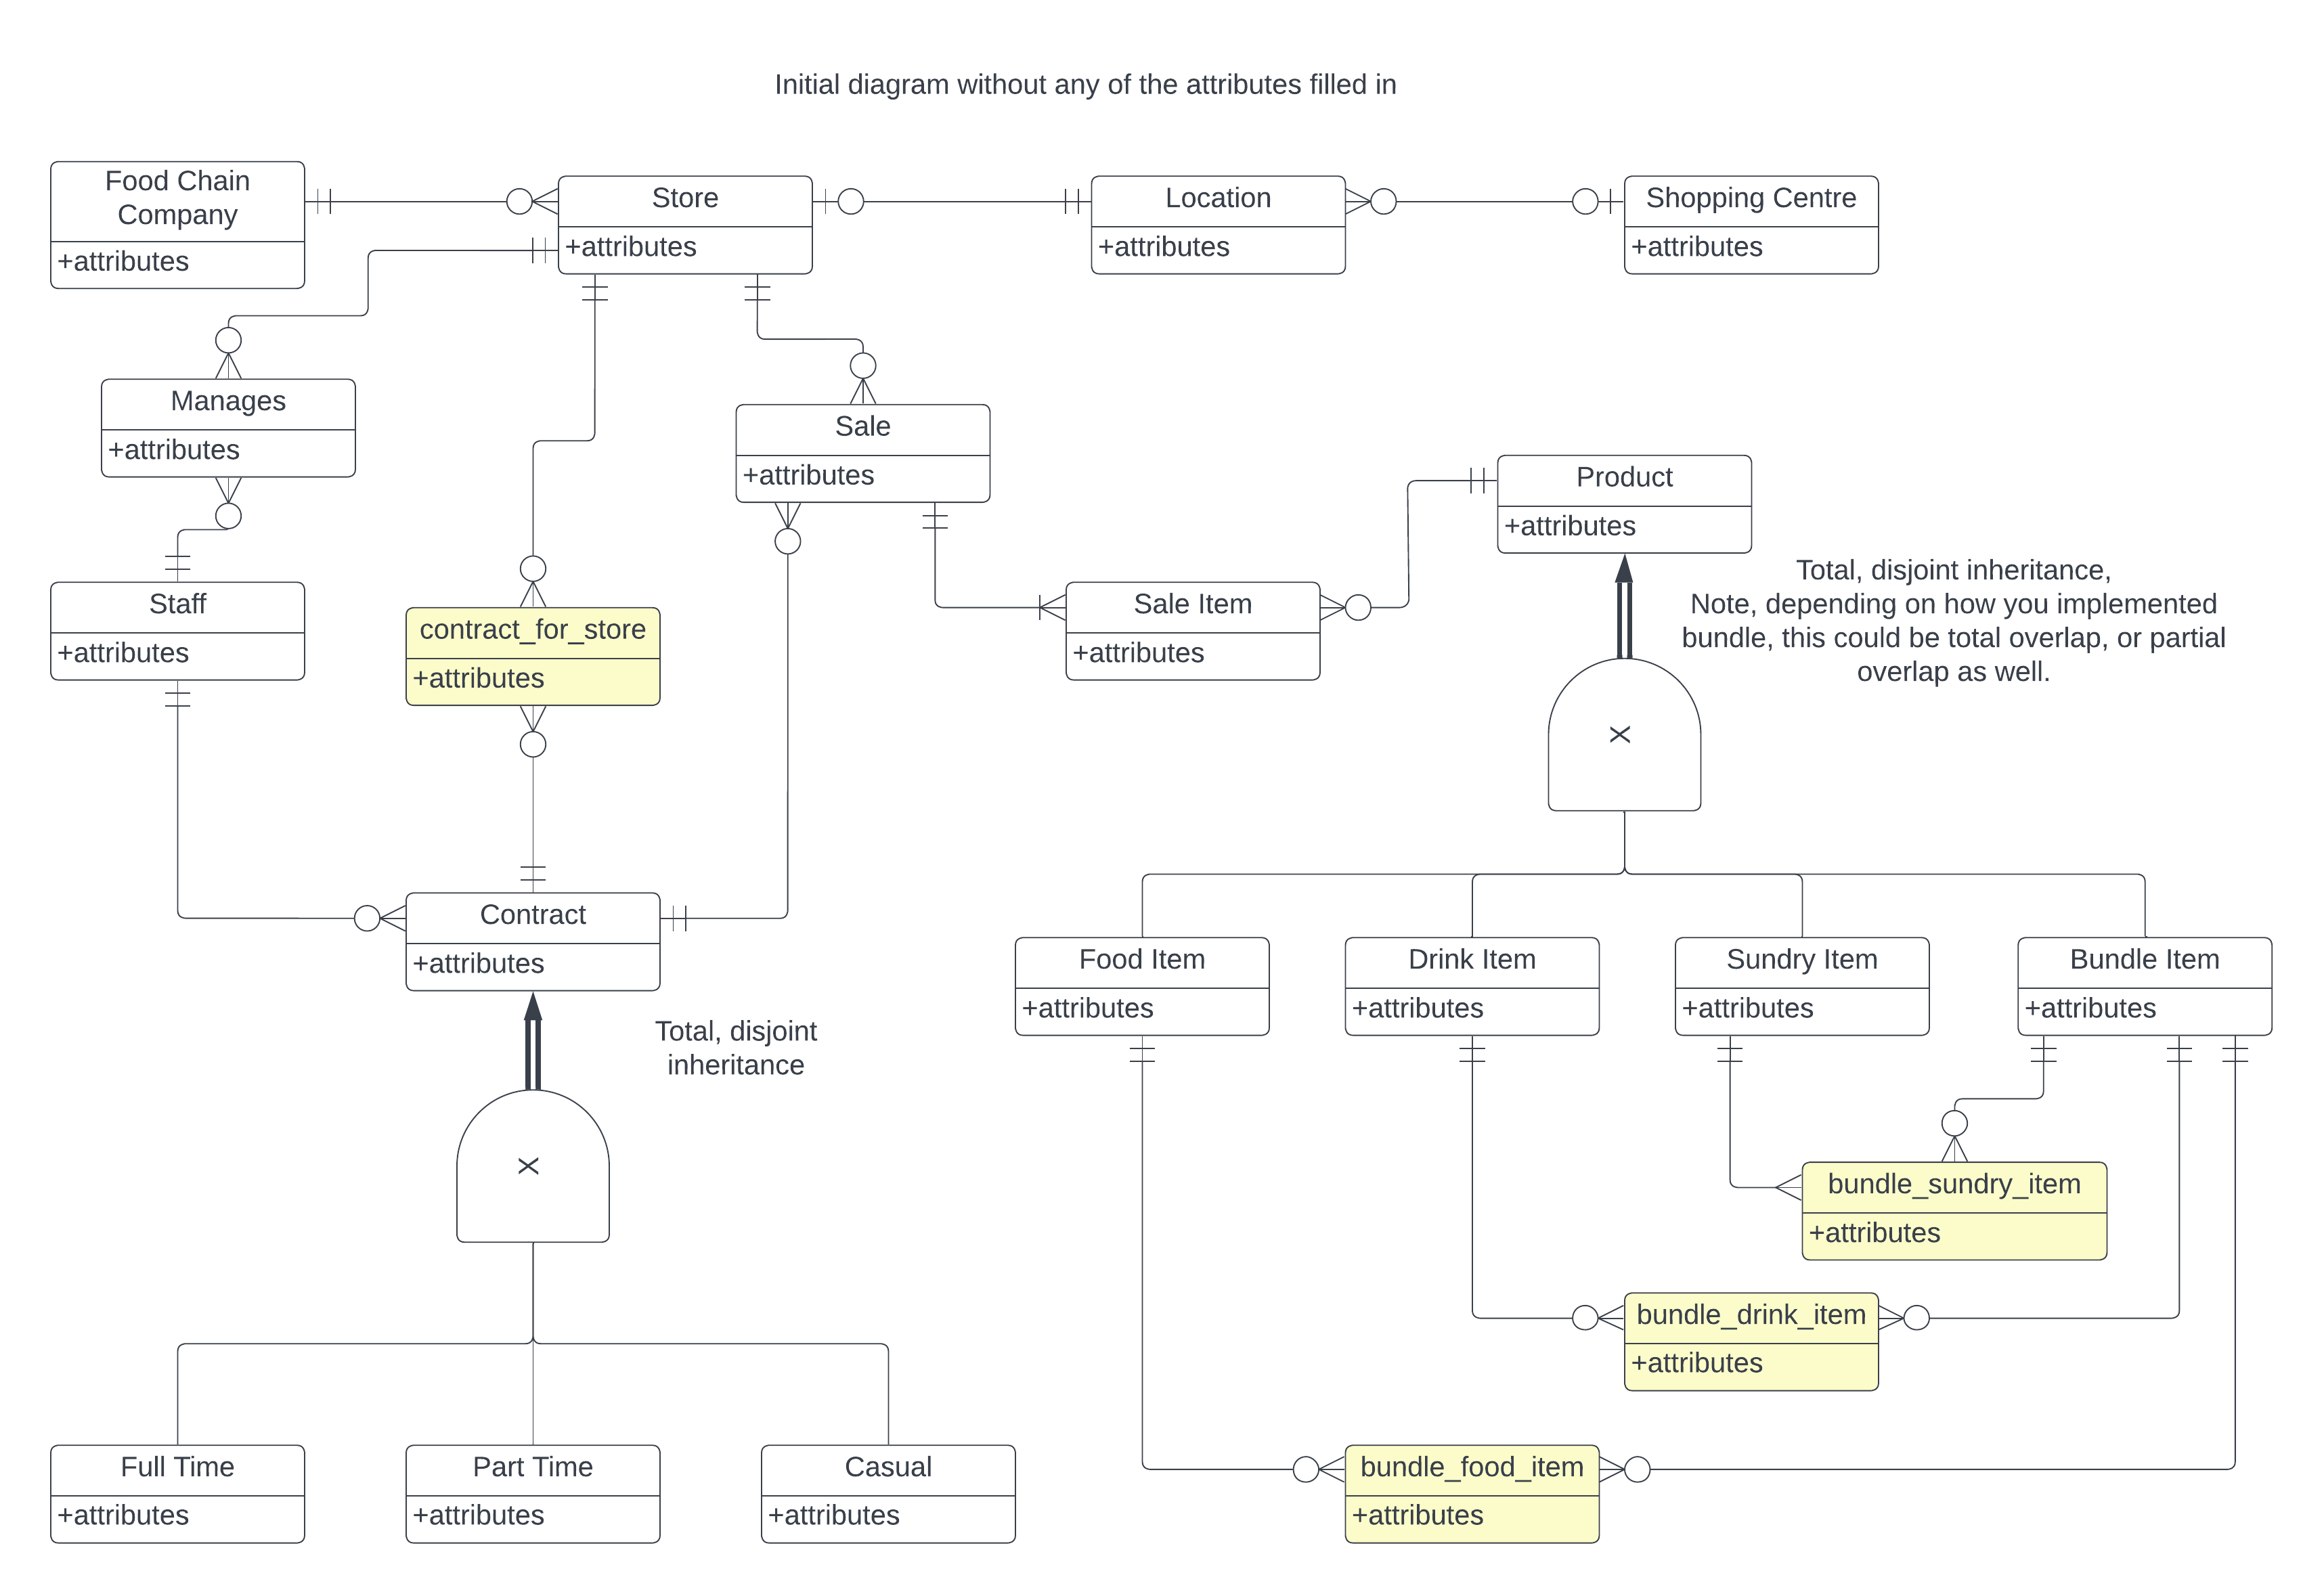 Initial diagram without any of the attributes filled in
Food Chain
Company
+attributes
Store
+attributes
Location
+attributes
Shopping Centre
+attributes
Manages
+attributes
Sale
+attributes
Product
+attributes
Total, disjoint inheritance,
Note, depending on how you implemented
bundle, this could be total overlap, or partial
overlap as well.
Staff
+attributes
contract_for_store
+attributes
Sale Item
+attributes
X
Contract
+attributes
Food Item
+attributes
Drink Item
+attributes
Sundry Item
+attributes
Bundle Item
+attributes
Total, disjoint
inheritance
X
bundle_sundry_item
+attributes
bundle_drink_item
+attributes
Full Time
+attributes
Part Time
+attributes
Casual
+attributes
bundle_food_item
+attributes